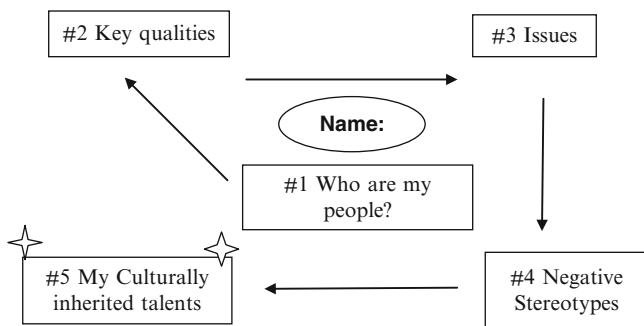 #2 Key qualities
#3 Issues
Name:
#1 Who are my
people?
#5 My Culturally
inherited talents
#4 Negative
Stereotypes